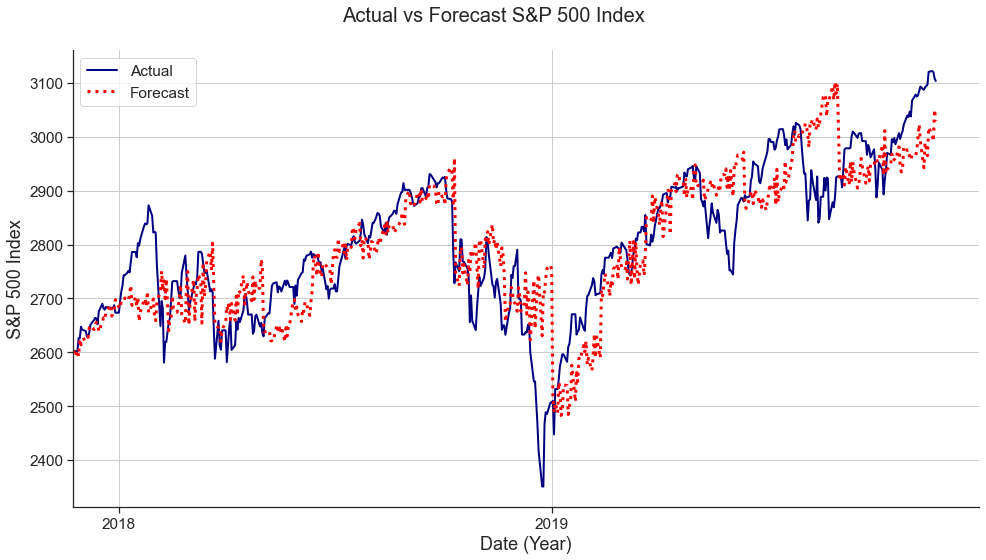 Actual vs Forecast S&P 500 Index
Actual
Forecast
3100
3000
2900
2800
2700
2600
2500
2400
S&P 500 Index
2018
2019
Date (Year)